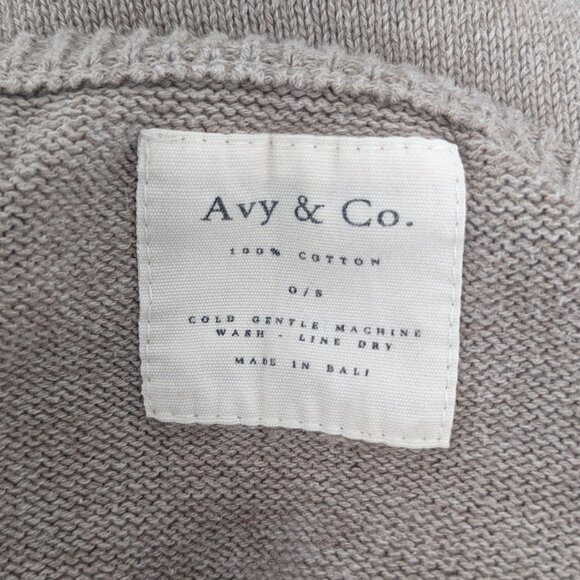 Avy & Co.
100% COTTON
O/S
COLD GENTLE MACHINE
WASH - LINE DRY
MADE IN BALI